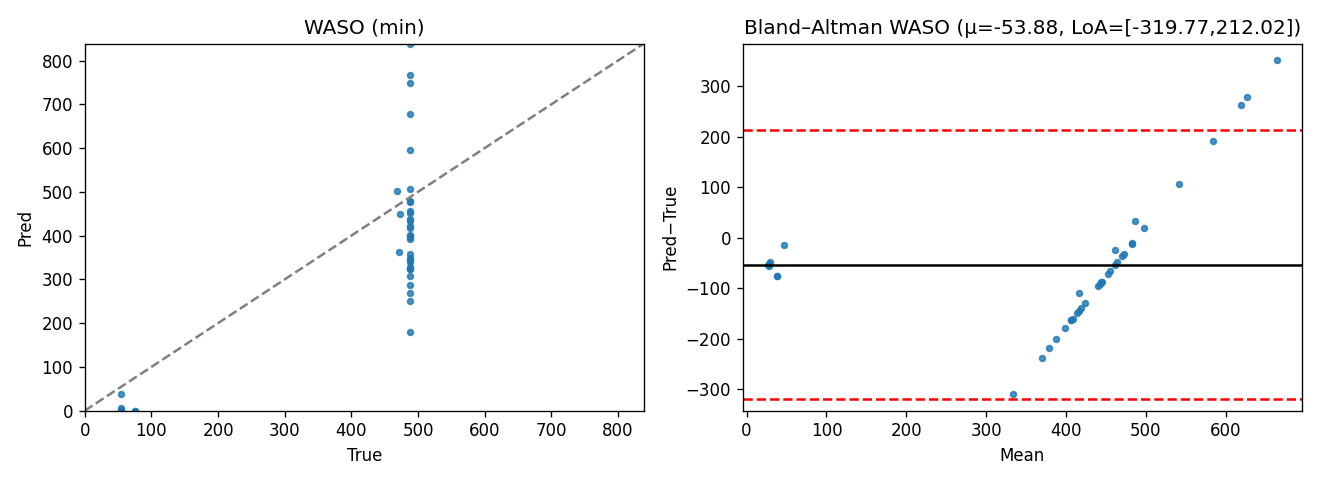 WASO (min)
800
700
600
500
400
300
200
100
0
Pred
0 100 200 300 400 500 600 700 800
True
Bland–Altman WASO (μ=-53.88, LoA=[-319.77,212.02])
300
200
100
0
−100
−200
−300
Pred−True
0 100 200 300 400 500 600
Mean